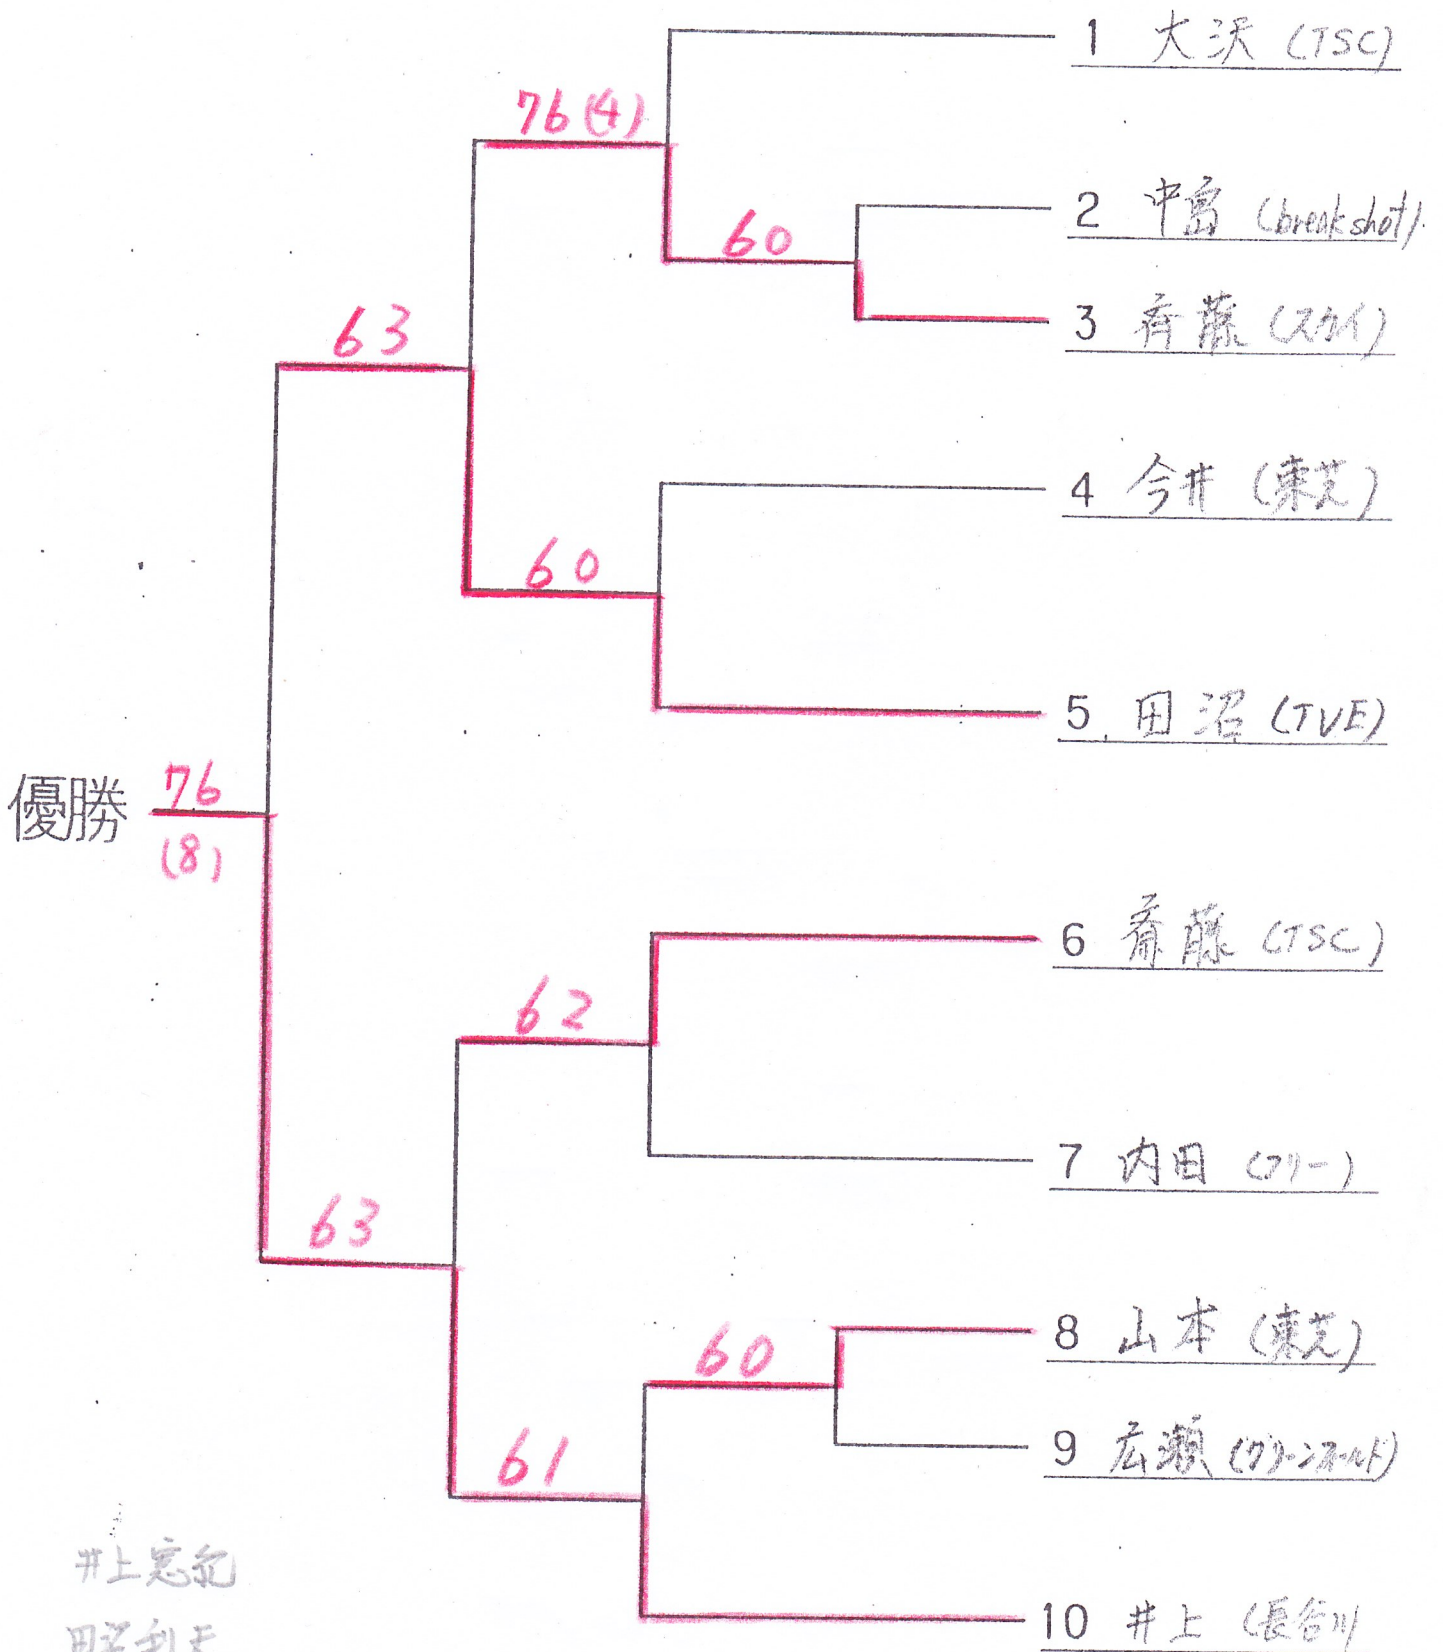 1 大沢 (TSC)
76(4)
2 中島 (breakshot)
60
3 斉藤 (スカイ)
63
4 今井 (東芝)
60
5 田沼 (TVE)
優勝 76
(8)
6 齋藤 (TSC)
62
7 内田 (フリー)
63
8 山本 (東芝)
60
9 広瀬 (グリーンフィールド)
61
井上
10 井上 (長谷川
田沼